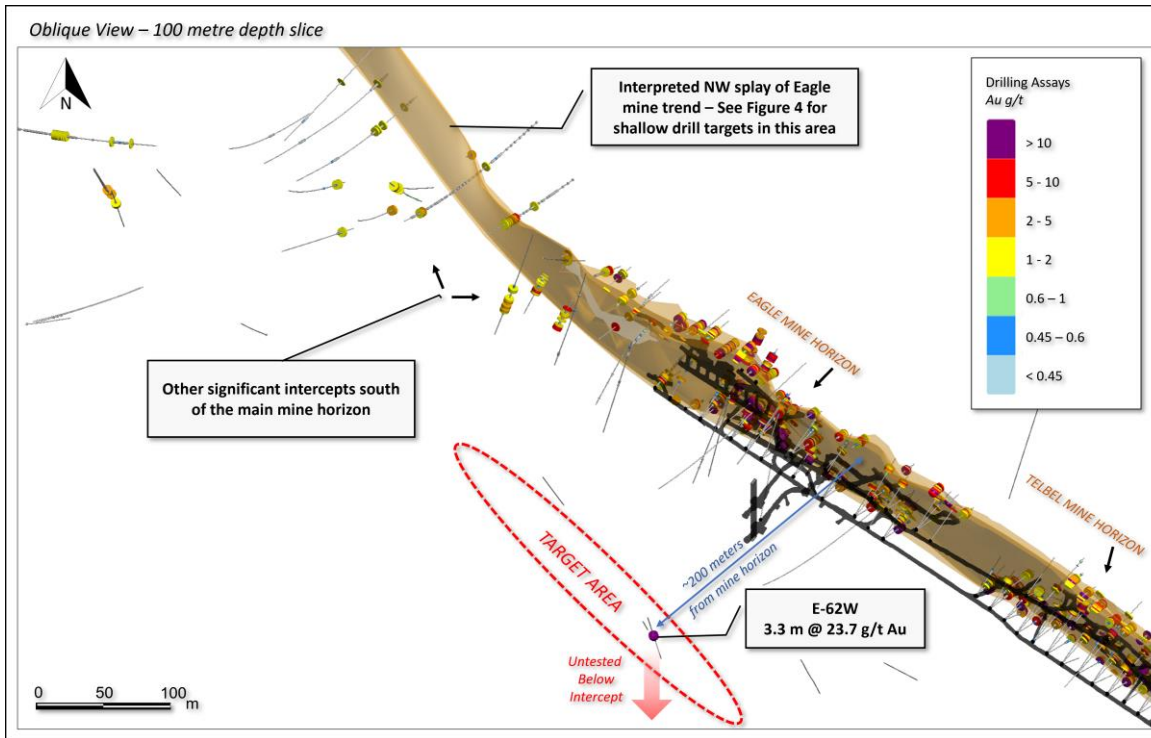 Oblique View – 100 metre depth slice
N
Interpreted NW splay of Eagle
mine trend – See Figure 4 for
shallow drill targets in this area
Drilling Assays
Au g/t
> 10
5 - 10
2 - 5
1 - 2
0.6 – 1
0.45 – 0.6
< 0.45
EAGLE MINE HORIZON
Other significant intercepts south
of the main mine horizon
TELBEL MINE HORIZON
TARGET AREA
~200 meters
from mine horizon
E-62W
3.3 m @ 23.7 g/t Au
Untested
Below
Intercept
0 50 100
m